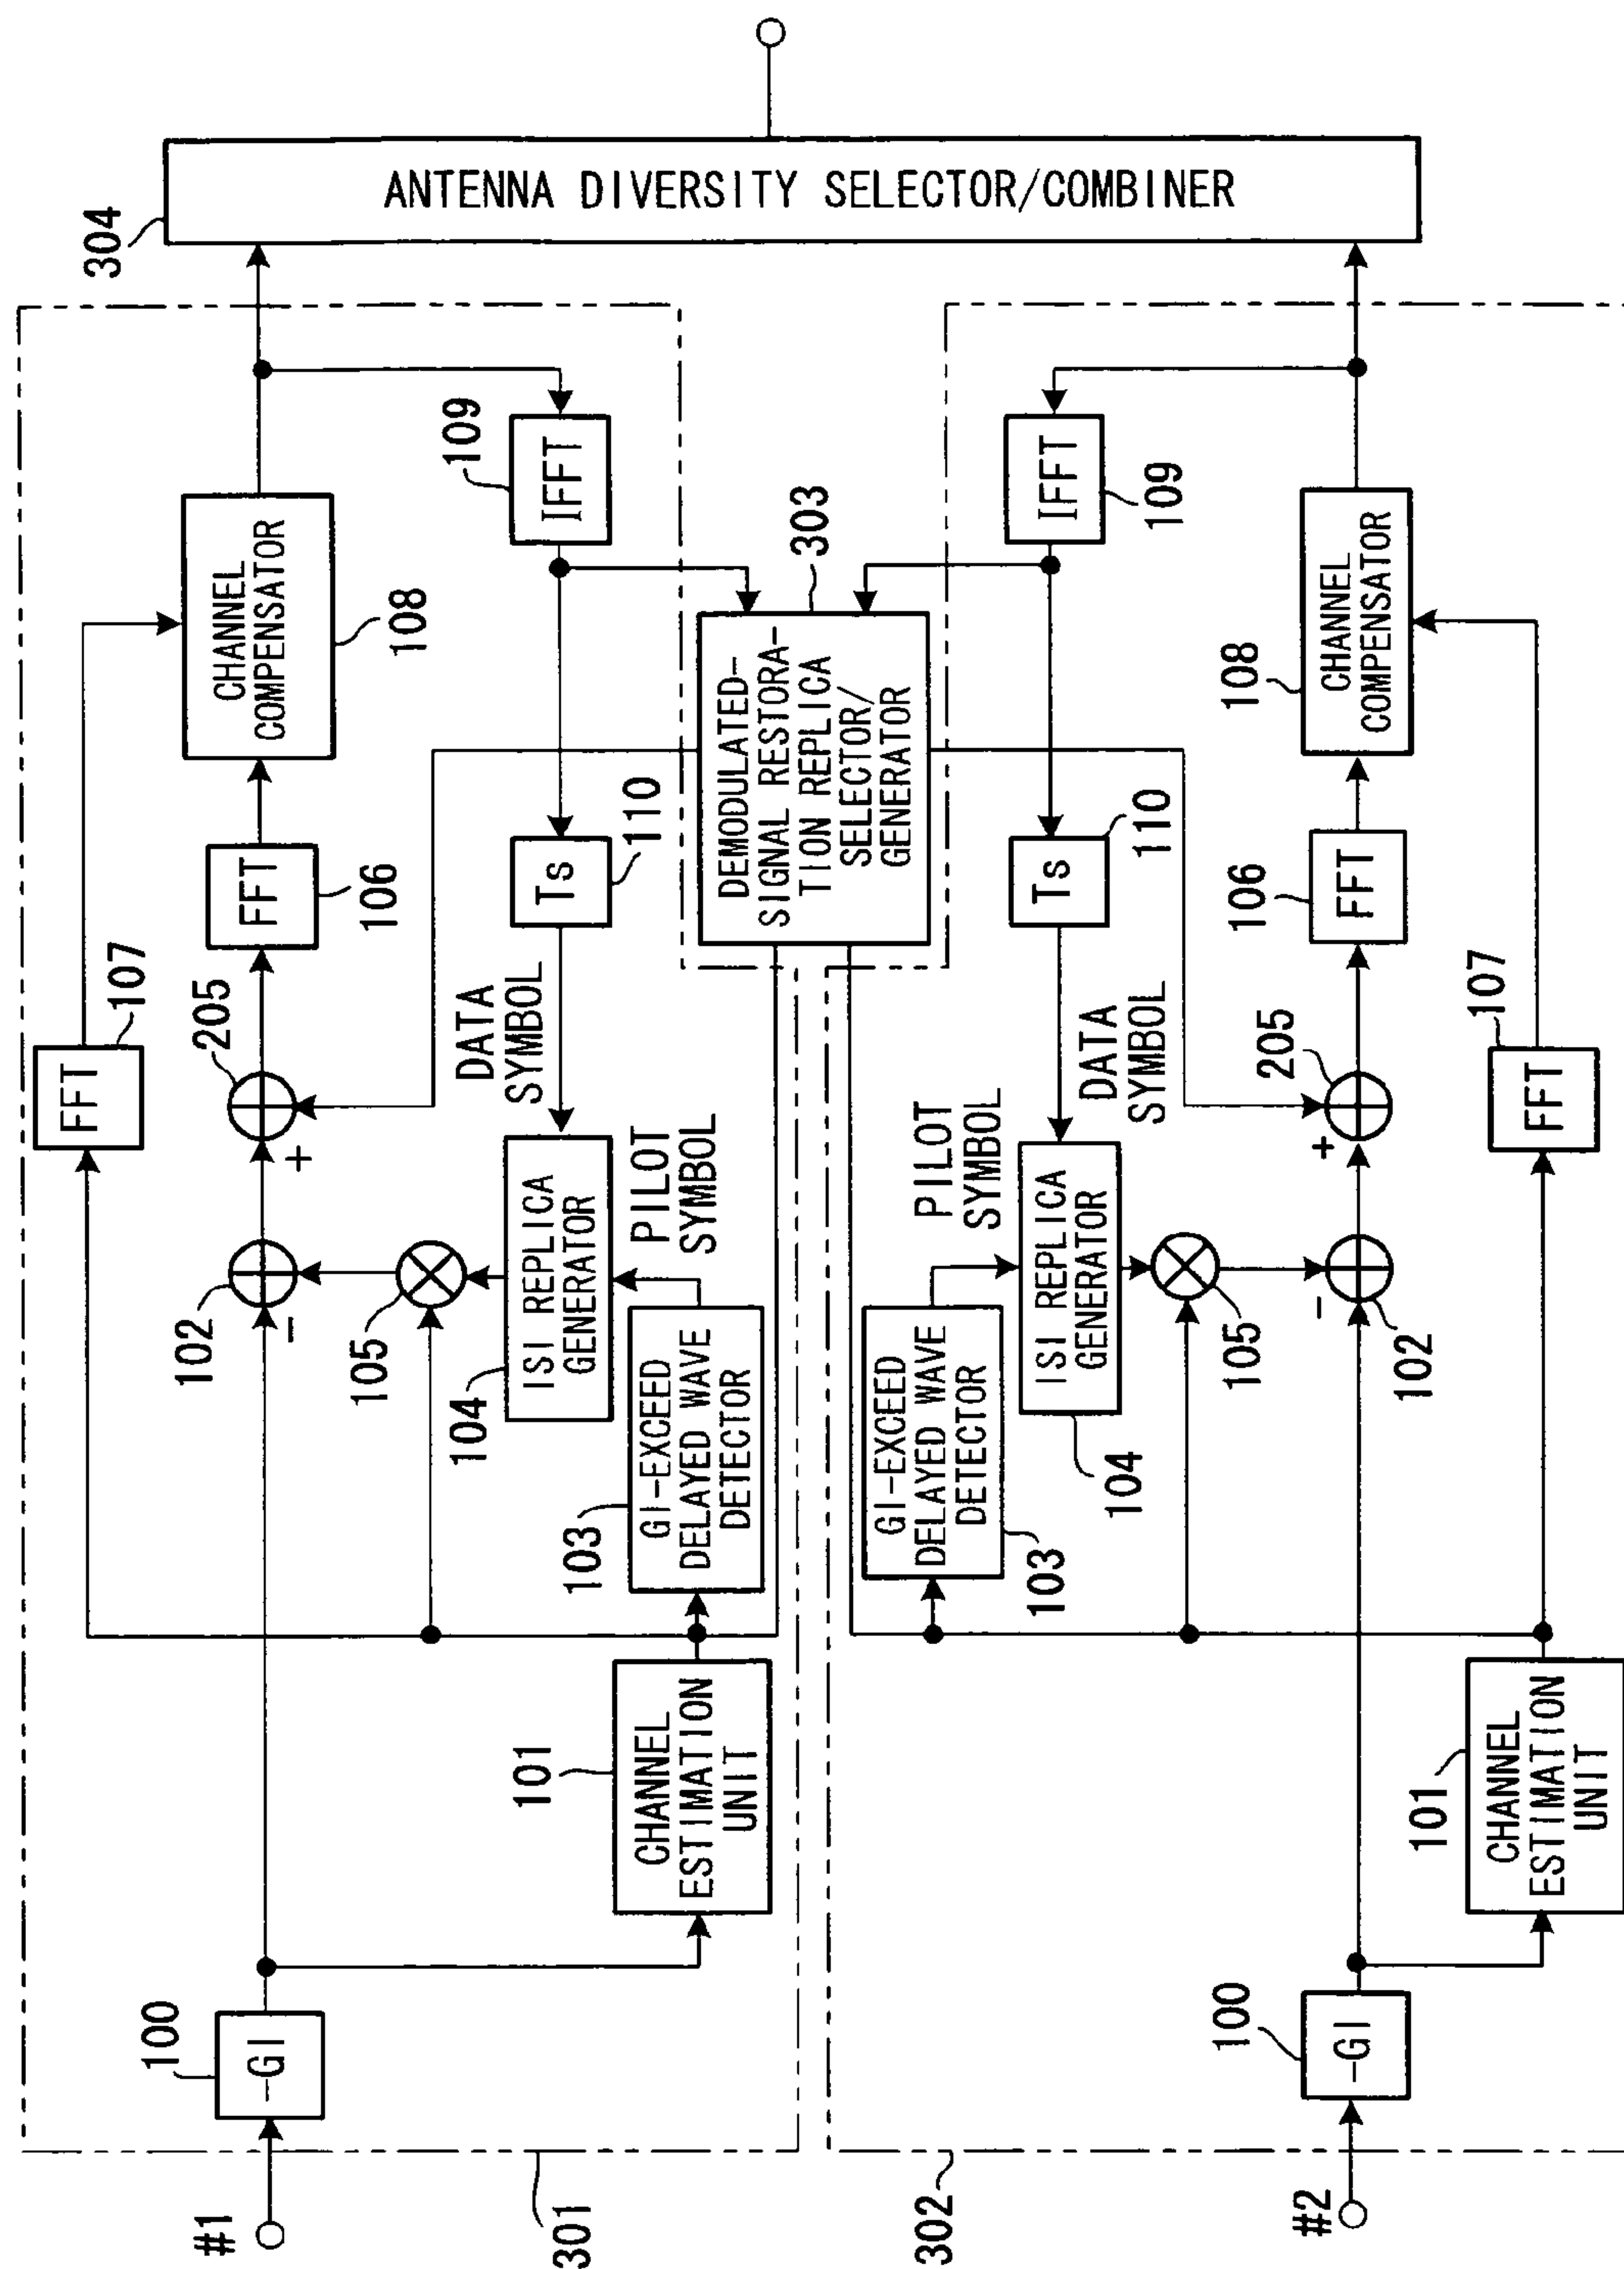 304
ANTENNA DIVERSITY SELECTOR/COMBINER
#1
100
-GI
101
CHANNEL
ESTIMATION
UNIT
102
-
105
104
ISI REPLICA
GENERATOR
103
GI-EXCEED
DELAYED WAVE
DETECTOR
PILOT
SYMBOL
DATA
SYMBOL
107
FFT
205
+
106
FFT
108
CHANNEL
COMPENSATOR
109
IFFT
110
Ts
301
303
DEMODULATED-
SIGNAL RESTORA-
TION REPLICA
SELECTOR/
GENERATOR
#2
100
-GI
101
CHANNEL
ESTIMATION
UNIT
103
GI-EXCEED
DELAYED WAVE
DETECTOR
PILOT
SYMBOL
104
ISI REPLICA
GENERATOR
105
102
-
DATA
SYMBOL
110
Ts
109
IFFT
205
+
106
FFT
107
FFT
108
CHANNEL
COMPENSATOR
302